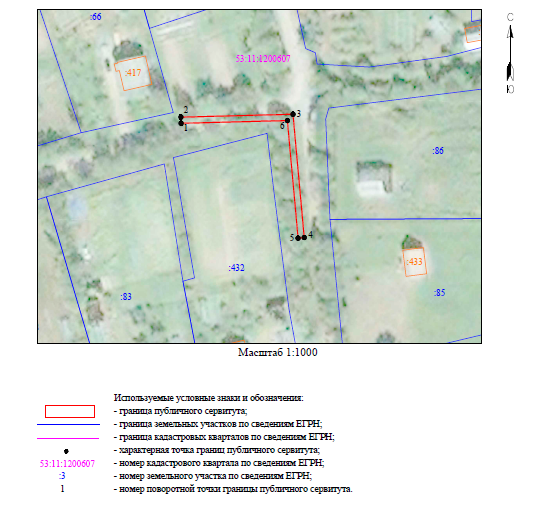 :66
С
53:11:1200607
:417
2
3
1
6
:86
5
4
:432
:433
:83
:85
Ю
Масштаб 1:1000
Используемые условные знаки и обозначения:
- граница публичного сервитута;
- граница земельных участков по сведениям ЕГРН;
- граница кадастровых кварталов по сведениям ЕГРН;
- характерная точка границ публичного сервитута;
53:11:1200607 - номер кадастрового квартала по сведениям ЕГРН;
:3 - номер земельного участка по сведениям ЕГРН;
1 - номер поворотной точки границы публичного сервитута.